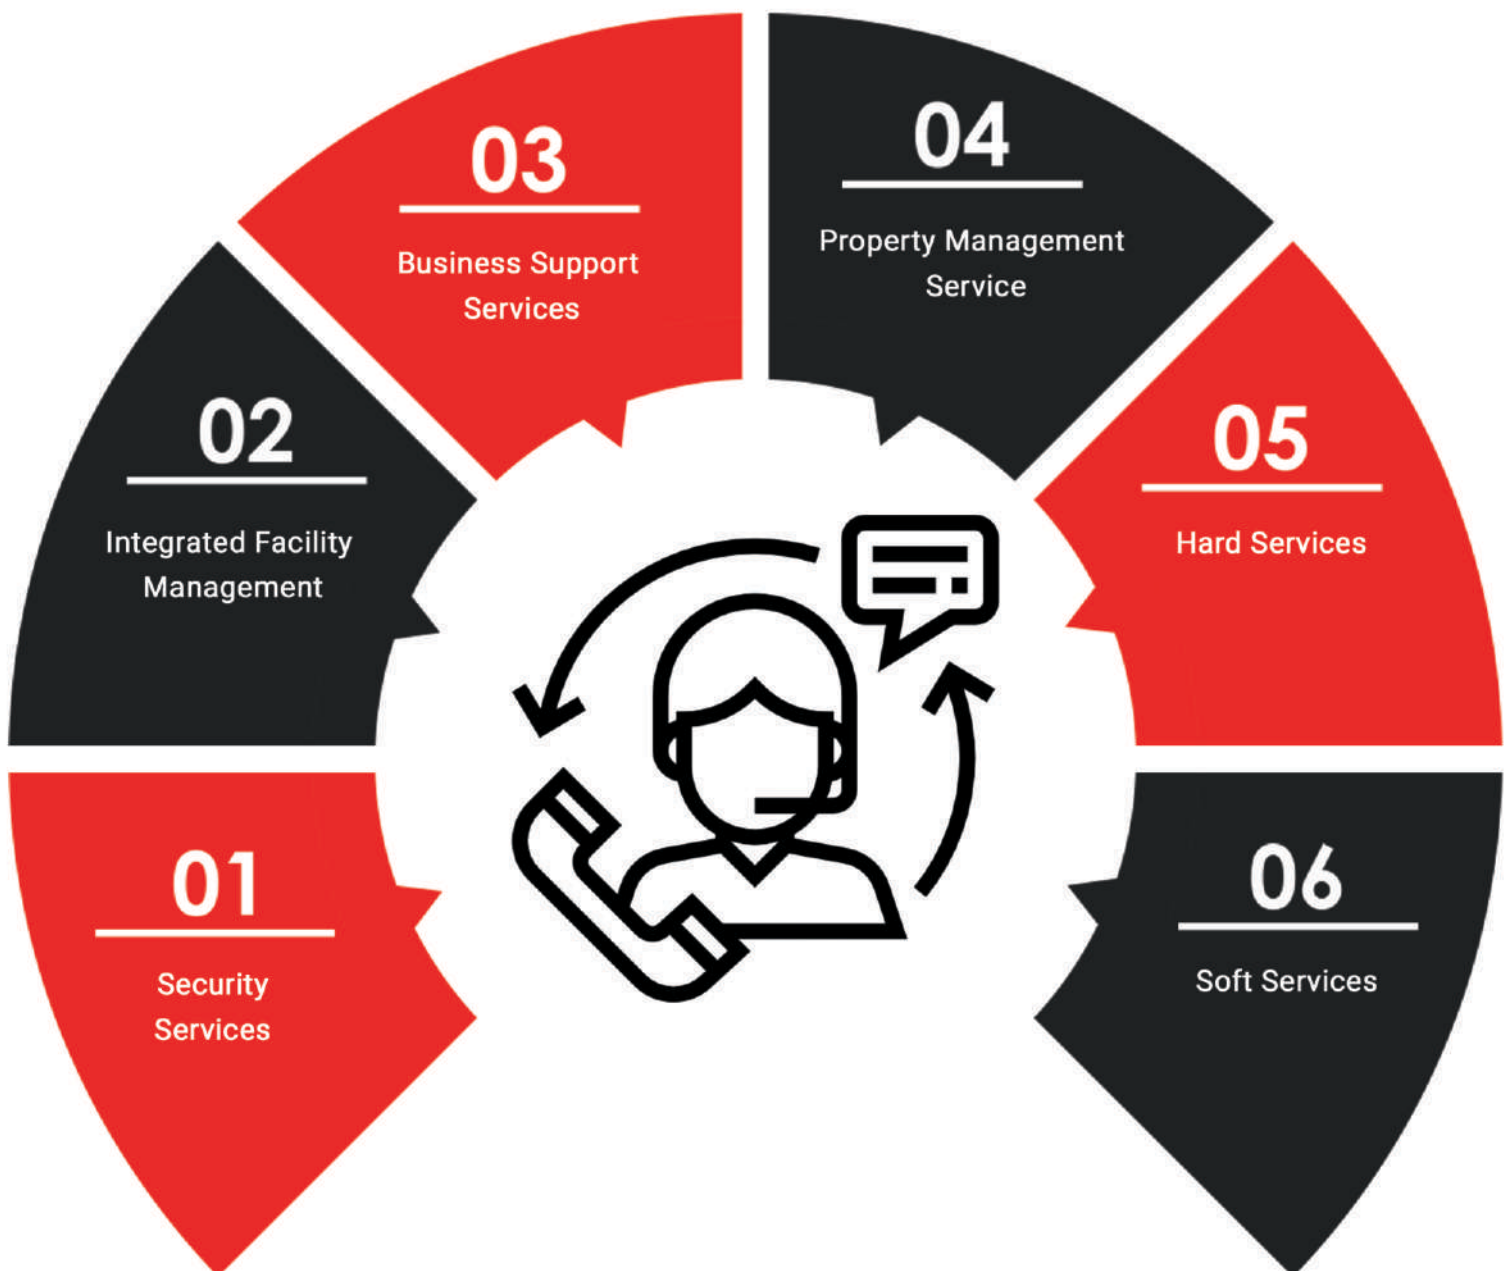 01
Security
Services
02
Integrated Facility
Management
03
Business Support
Services
04
Property Management
Service
05
Hard Services
06
Soft Services